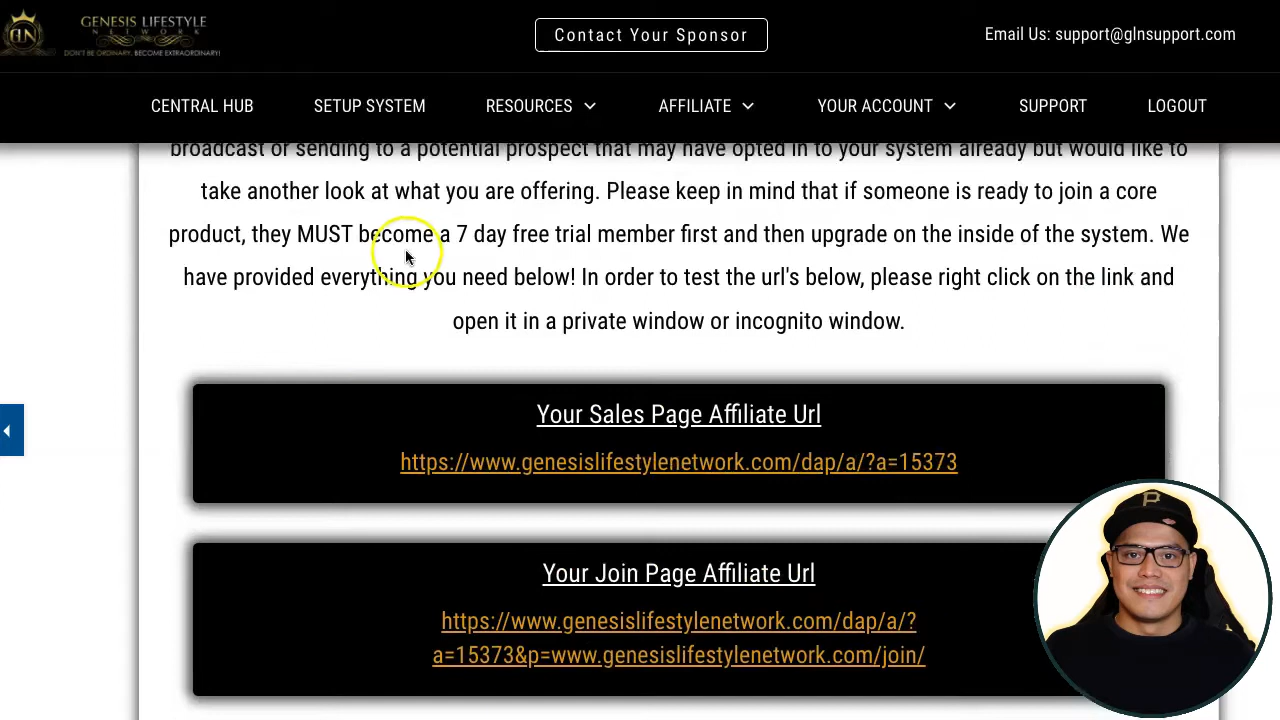 GENESIS LIFESTYLE
NETWORK
DON'T BE ORDINARY. BECOME EXTRAORDINARY!
Contact Your Sponsor
Email Us: support@glnsupport.com
CENTRAL HUB
SETUP SYSTEM
RESOURCES
AFFILIATE
YOUR ACCOUNT
SUPPORT
LOGOUT
broadcast or sending to a potential prospect that may have opted in to your system already but would like to
take another look at what you are offering. Please keep in mind that if someone is ready to join a core
product, they MUST become a 7 day free trial member first and then upgrade on the inside of the system. We
have provided everything you need below! In order to test the url's below, please right click on the link and
open it in a private window or incognito window.
Your Sales Page Affiliate Url
https://www.genesislifestylenetwork.com/dap/a/?a=15373
Your Join Page Affiliate Url
https://www.genesislifestylenetwork.com/dap/a/?
a=15373&p=www.genesislifestylenetwork.com/join/
P